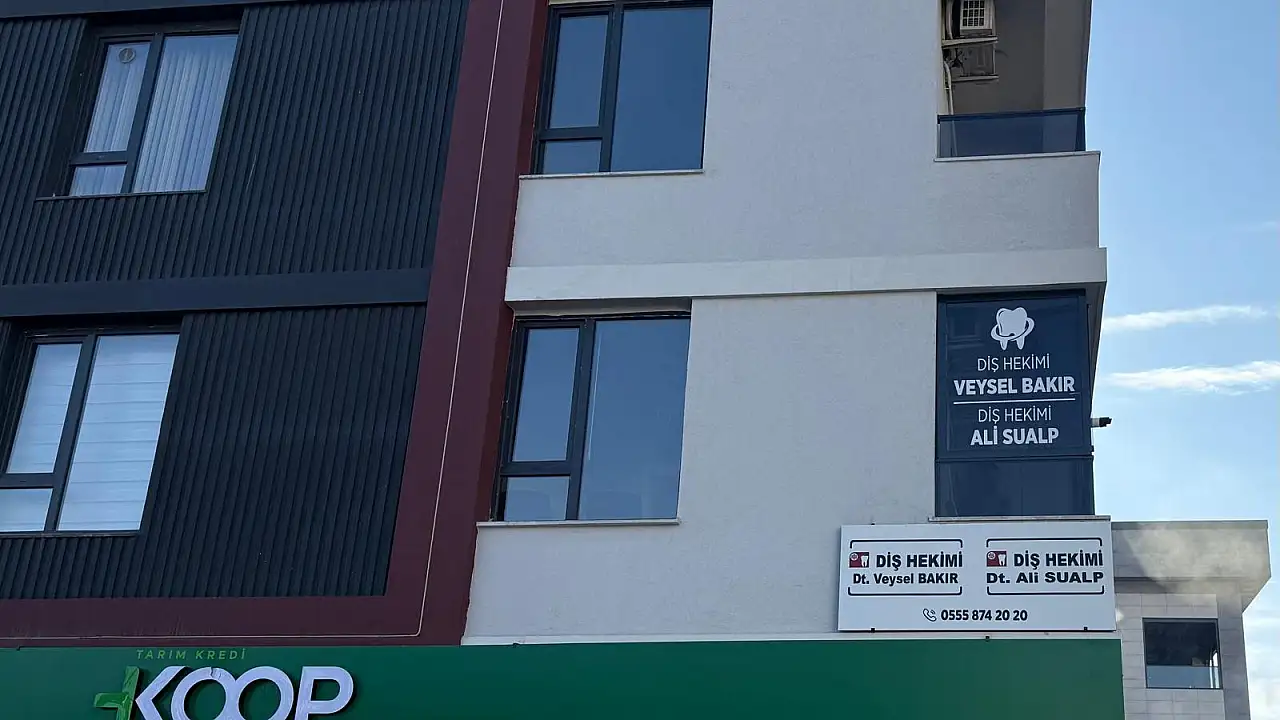 DİŞ HEKİMİ
VEYSEL BAKIR
DİŞ HEKİMİ
ALİ SUALP
DİŞ HEKİMİ
Dt. Veysel BAKIR
DİŞ HEKİMİ
Dt. Ali SUALP
0555 874 20 20
TARIM KREDİ
KOOP